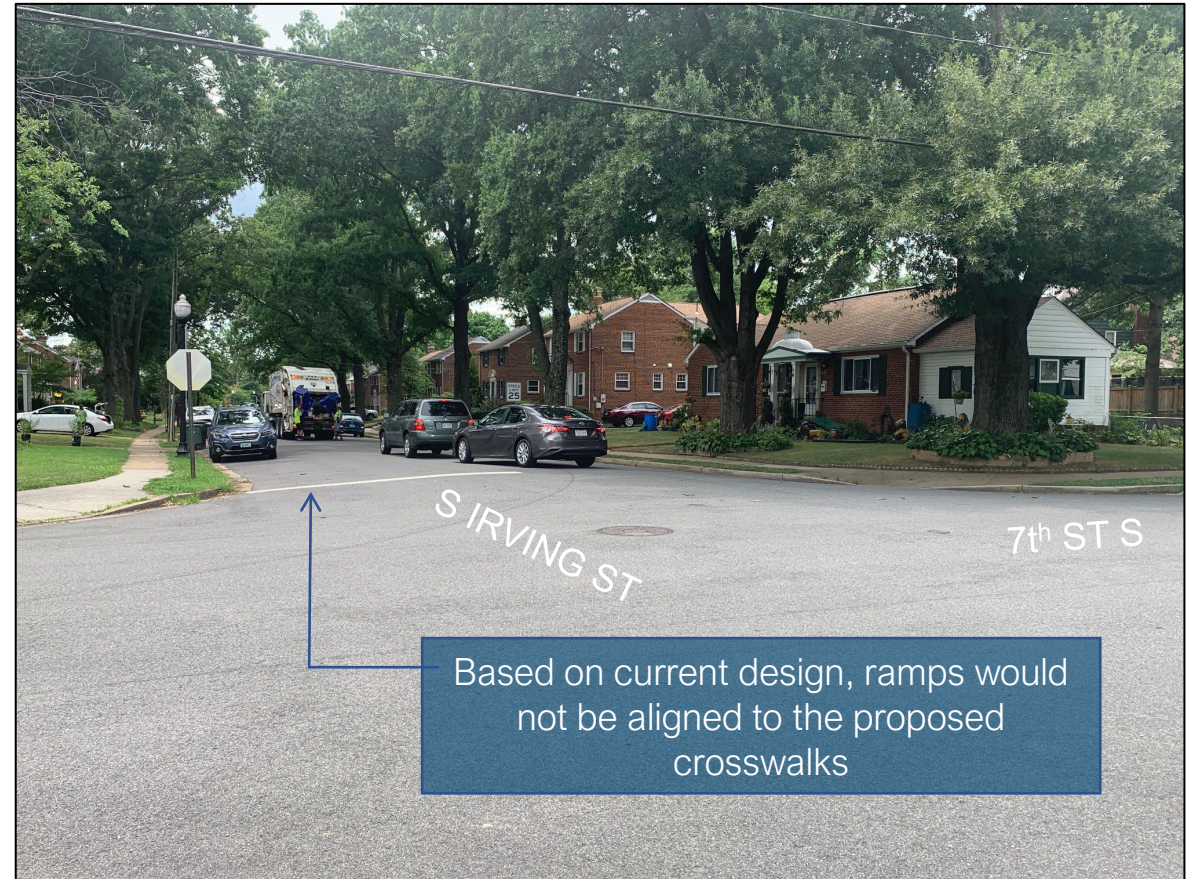 SPEED
LIMIT
25
S IRVING ST
7th ST S
Based on current design, ramps would
not be aligned to the proposed
crosswalks